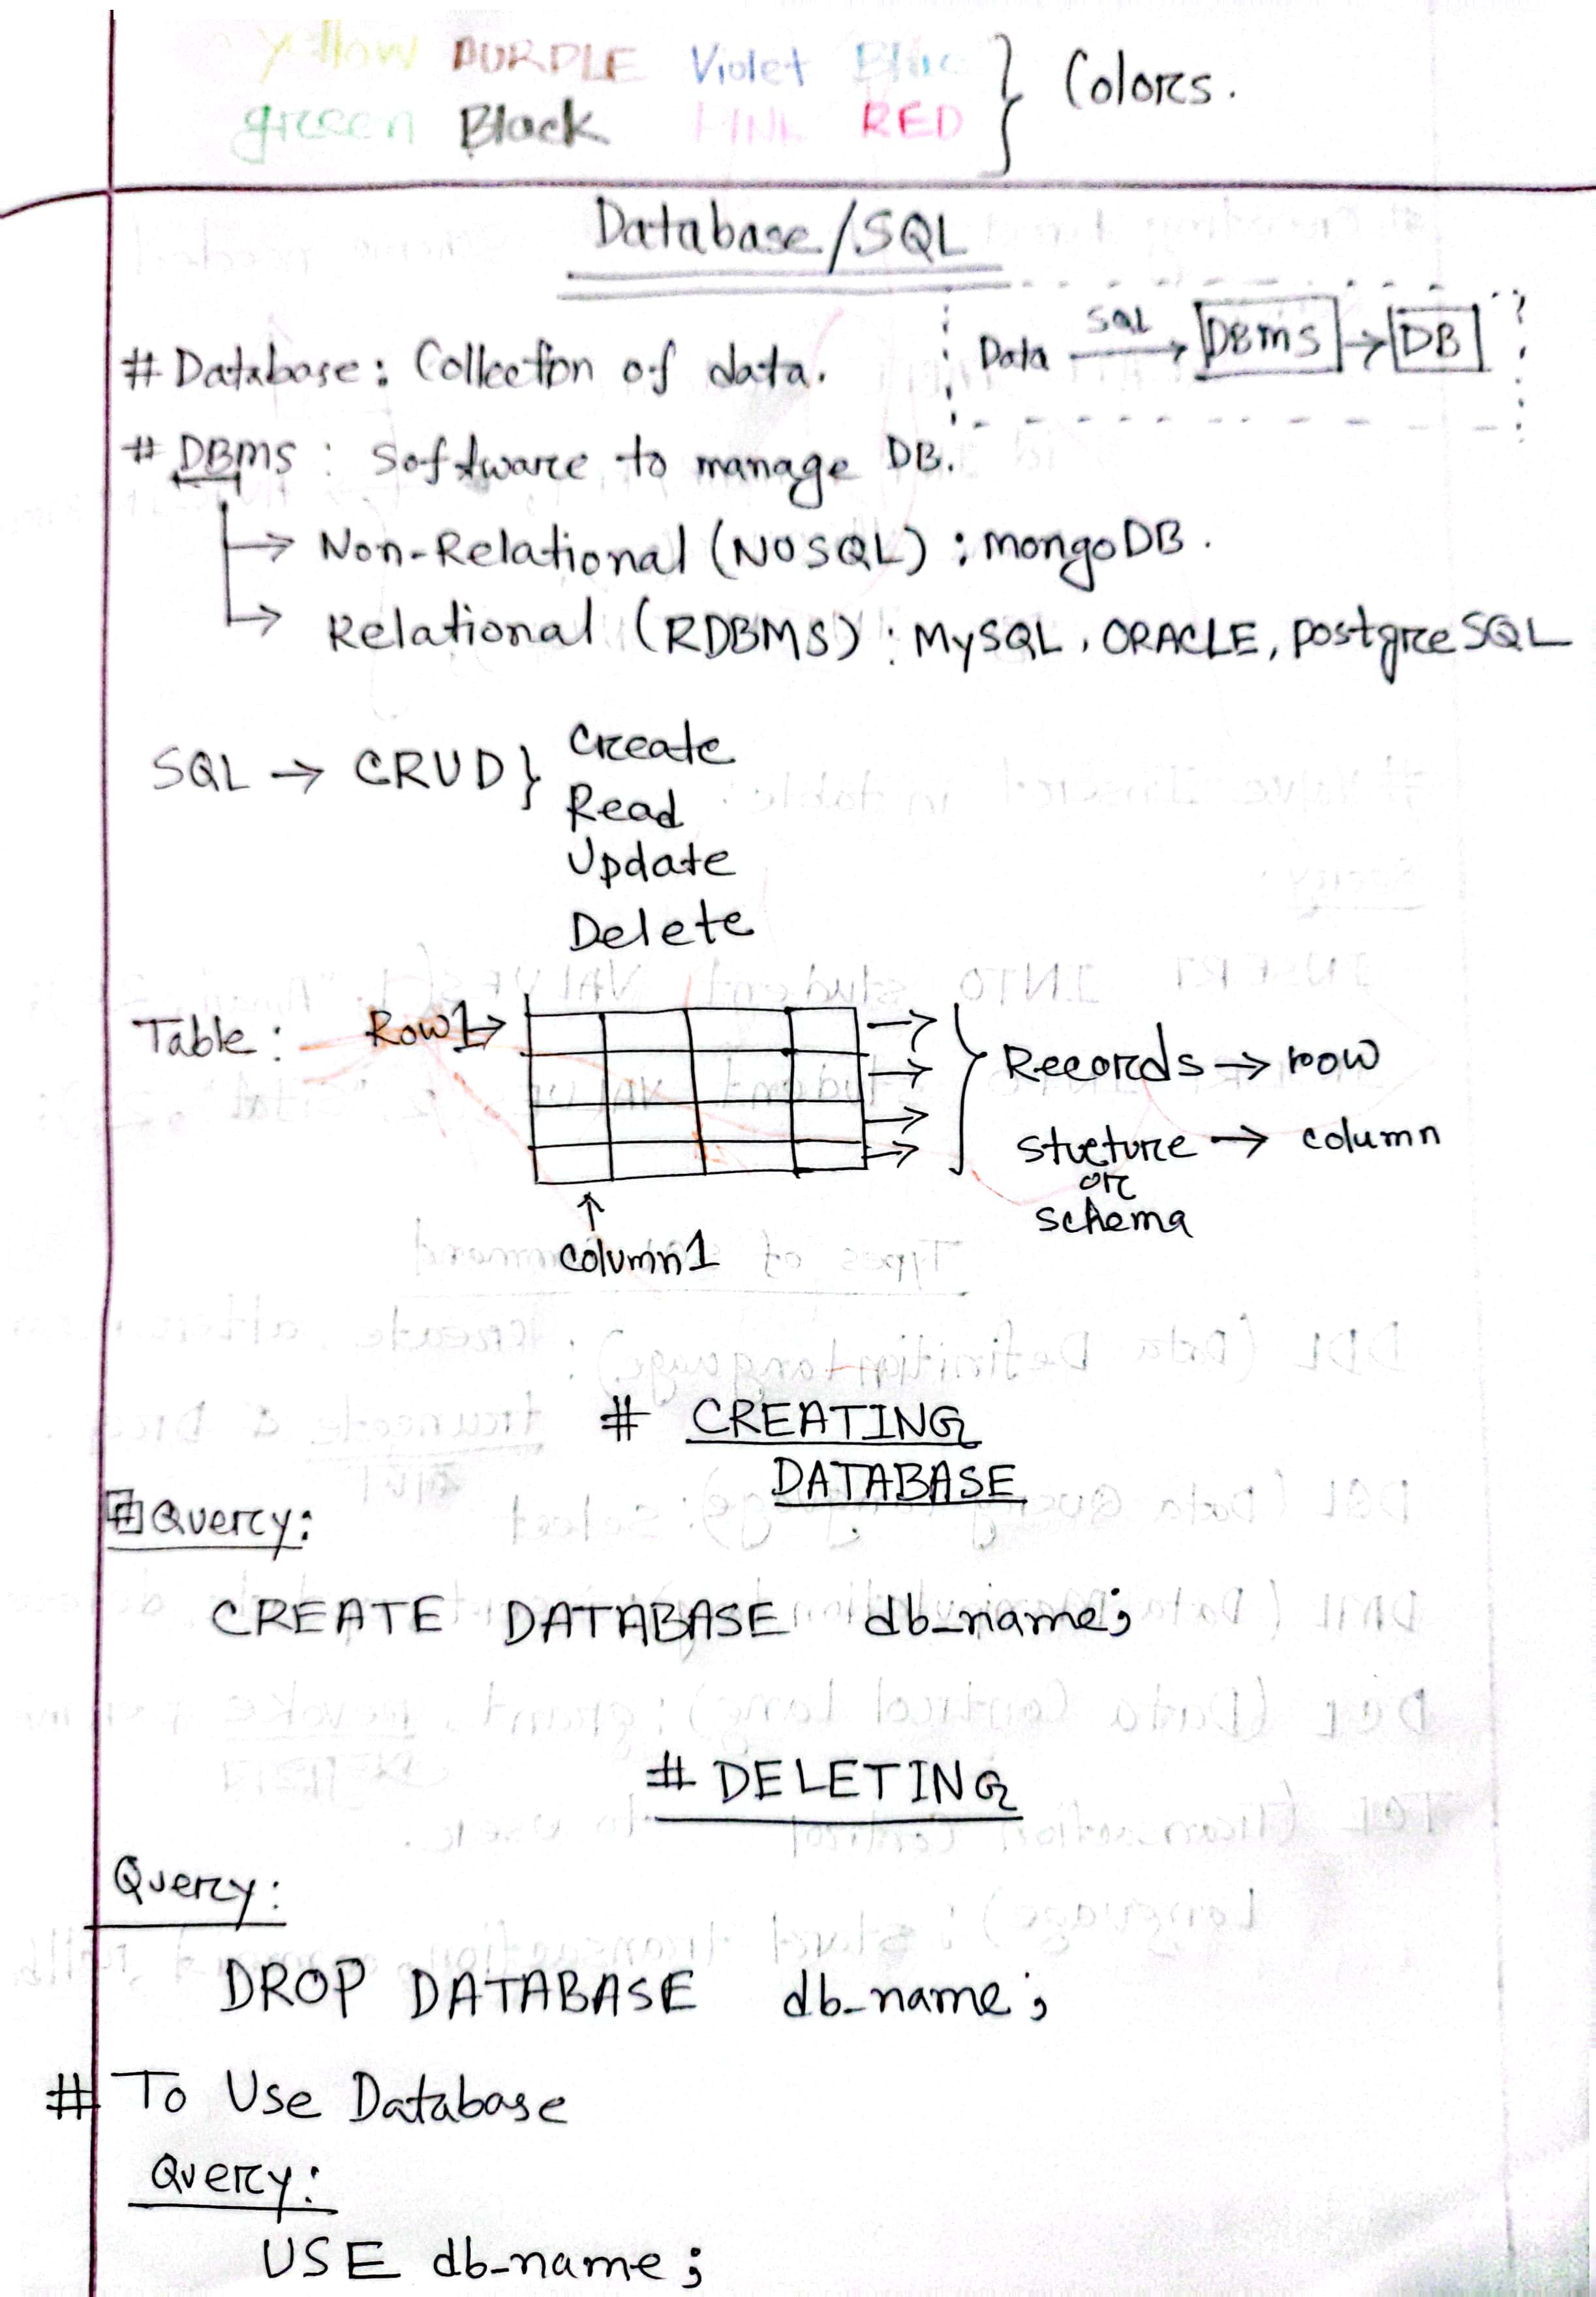 Yellow PURPLE Violet Blue
green Black PINK RED } Colors.
Database/SQL
Data SQL → DBMS → DB
# Database: Collection of data.
# DBMS: Software to manage DB.
→ Non-Relational (NOSQL) : mongoDB.
→ Relational (RDBMS) : MySQL, ORACLE, PostgreSQL
SQL → CRUD } Create
Read
Update
Delete
Table: Row1→
Records → row
Stucture → column
or
schema
↑
Column1
# CREATING
DATABASE
# Query:
CREATE DATABASE db_name;
# DELETING
Query:
DROP DATABASE db_name;
# To Use Database
Query:
USE db_name;